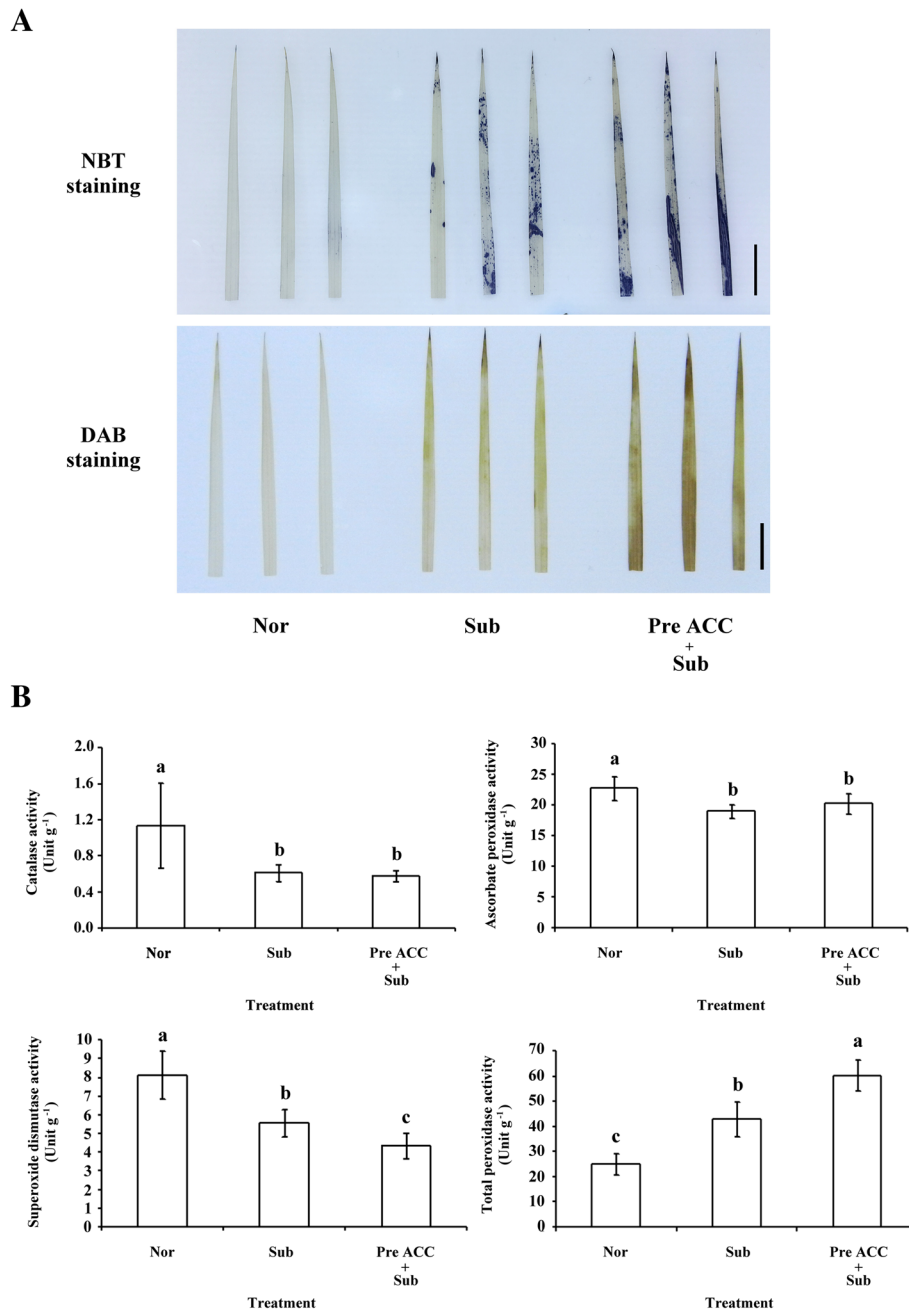 A
NBT
staining
DAB
staining
Nor
Sub
Pre ACC
+
Sub
B
Catalase activity
(Unit g-1)
2.0
1.6
1.2
0.8
0.4
0.0
a
b
b
Nor
Sub
Pre ACC
+
Sub
Treatment
Ascorbate peroxidase activity
(Unit g-1)
30
25
20
15
10
5
0
a
b
b
Nor
Sub
Pre ACC
+
Sub
Treatment
Superoxide dismutase activity
(Unit g-1)
10
9
8
7
6
5
4
3
2
1
0
a
b
c
Nor
Sub
Pre ACC
+
Sub
Treatment
Total peroxidase activity
(Unit g-1)
70
60
50
40
30
20
10
0
c
b
a
Nor
Sub
Pre ACC
+
Sub
Treatment